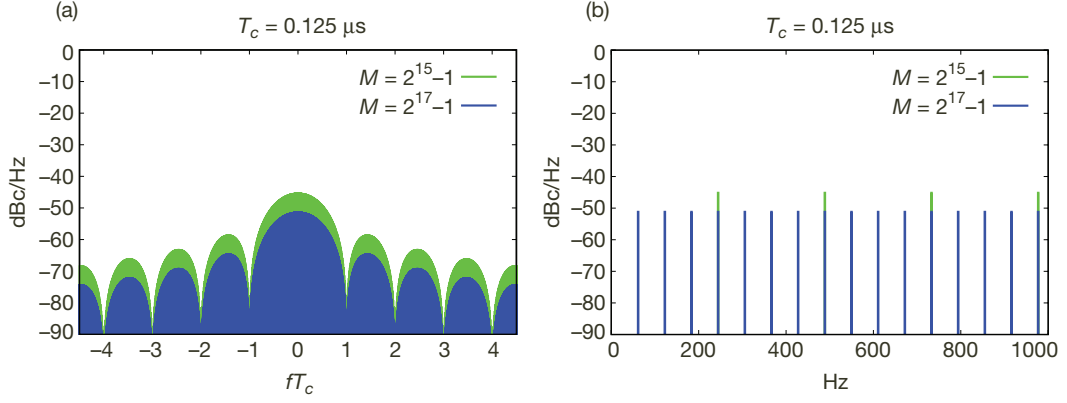 (a)
T_c = 0.125 µs
0
−10
−20
−30
−40
−50
−60
−70
−80
−90
dBc/Hz
M = 2^15−1
M = 2^17−1
−4 −3 −2 −1 0 1 2 3 4
fT_c
(b)
T_c = 0.125 µs
0
−10
−20
−30
−40
−50
−60
−70
−80
−90
dBc/Hz
M = 2^15−1
M = 2^17−1
0 200 400 600 800 1000
Hz